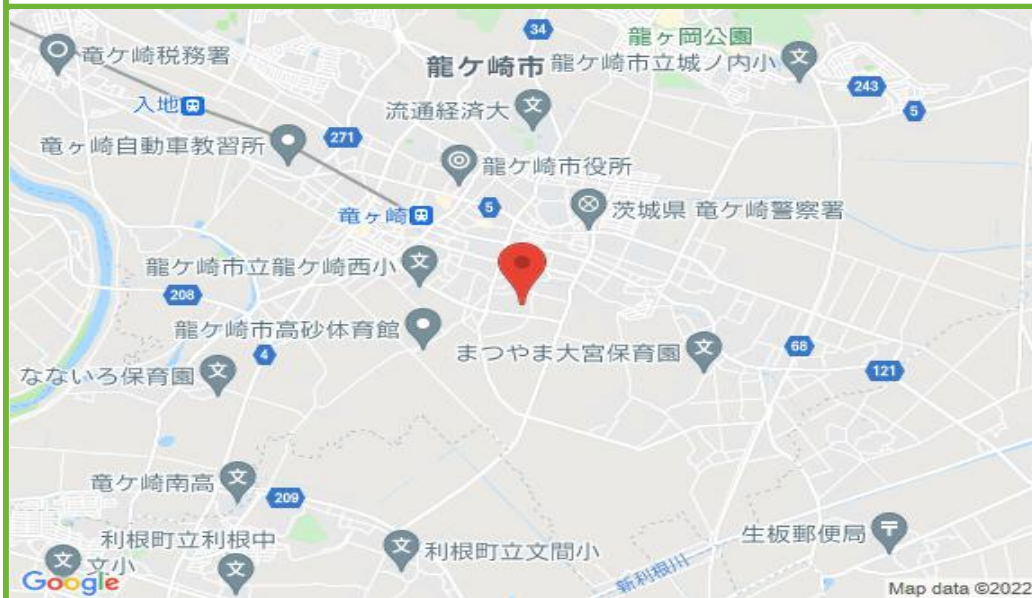 34
龍ケ岡公園
竜ケ崎税務署
龍ケ崎市
龍ケ崎市立城ノ内小
243
入地
流通経済大
5
竜ヶ崎自動車教習所
271
龍ケ崎市役所
竜ヶ崎
5
茨城県 竜ケ崎警察署
龍ケ崎市立龍ケ崎西小
208
龍ケ崎市高砂体育館
まつやま大宮保育園
68
4
なないろ保育園
121
竜ケ崎南高
209
生板郵便局
利根町立利根中
利根町立文間小
文小
新利根川
Google
Map data ©2022